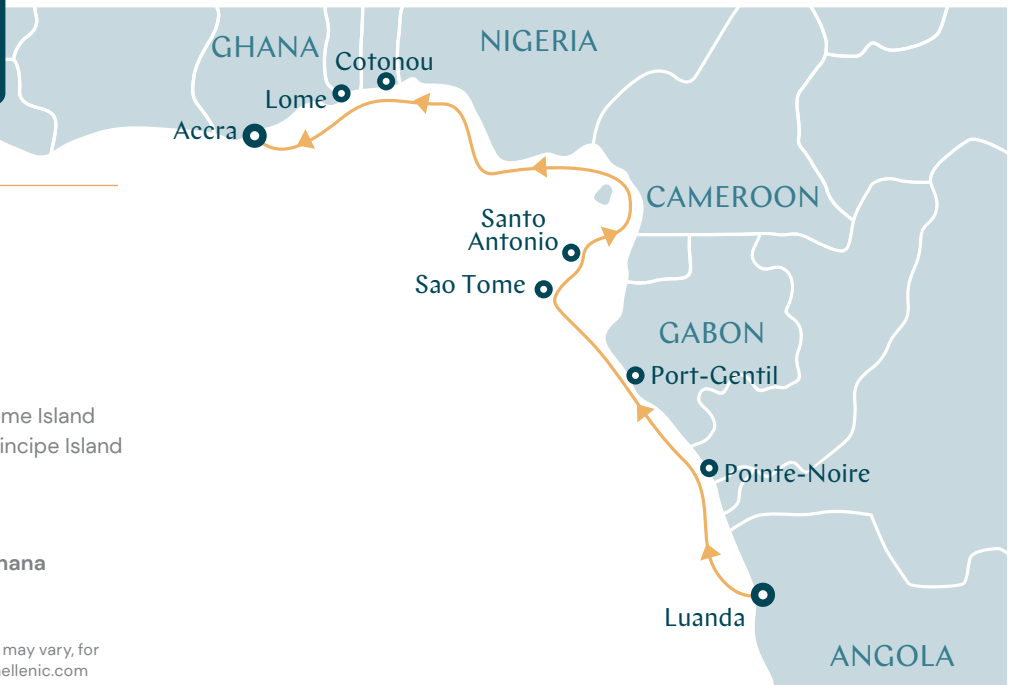 GHANA
NIGERIA
Cotonou
Lome
Accra
CAMEROON
Santo
Antonio
Sao Tome
GABON
Port-Gentil
me Island
incipe Island
Pointe-Noire
nana
Luanda
may vary, for
ellenic.com
ANGOLA